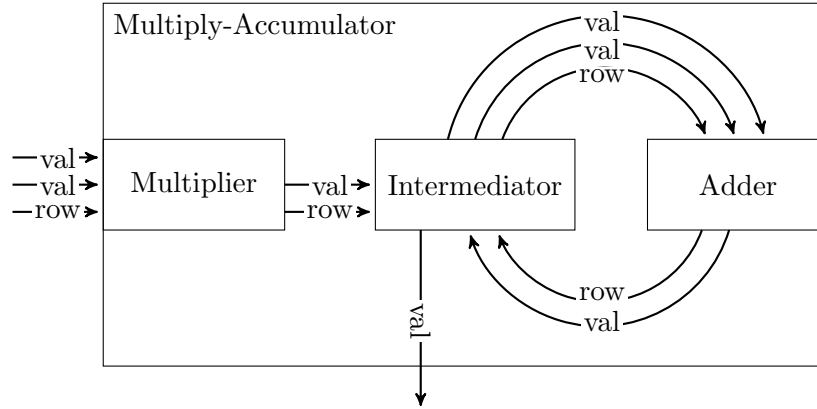 Multiply-Accumulator
val
val
row
val
val
row
Multiplier
val
row
Intermediator
Adder
row
val
val